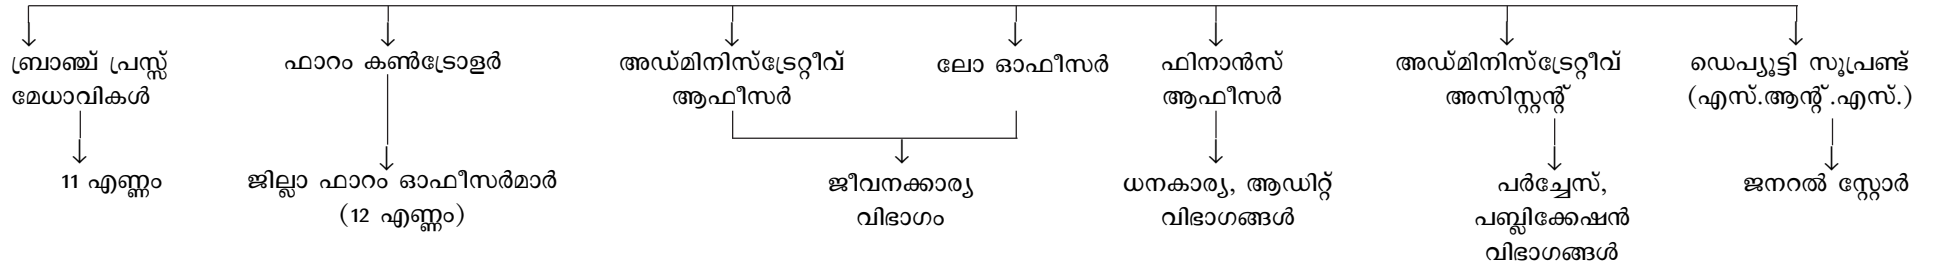 ബ്രാഞ്ച് പ്രസ്സ്
മേധാവികൾ
11 എണ്ണം
ഫാറം കൺട്രോളർ
ജില്ലാ ഫാറം ഓഫീസർമാർ
(12 എണ്ണം)
അഡ്മിനിസ്ട്രേറ്റീവ്
ആഫീസർ
ലോ ഓഫീസർ
ജീവനക്കാര്യ
വിഭാഗം
ഫിനാൻസ്
ആഫീസർ
ധനകാര്യ, ആഡിറ്റ്
വിഭാഗങ്ങൾ
അഡ്മിനിസ്ട്രേറ്റീവ്
അസിസ്റ്റന്റ്
പർച്ചേസ്,
പബ്ലിക്കേഷൻ
വിഭാഗങ്ങൾ
ഡെപ്യൂട്ടി സൂപ്രണ്ട്
(എസ്.ആന്റ്.എസ്.)
ജനറൽ സ്റ്റോർ